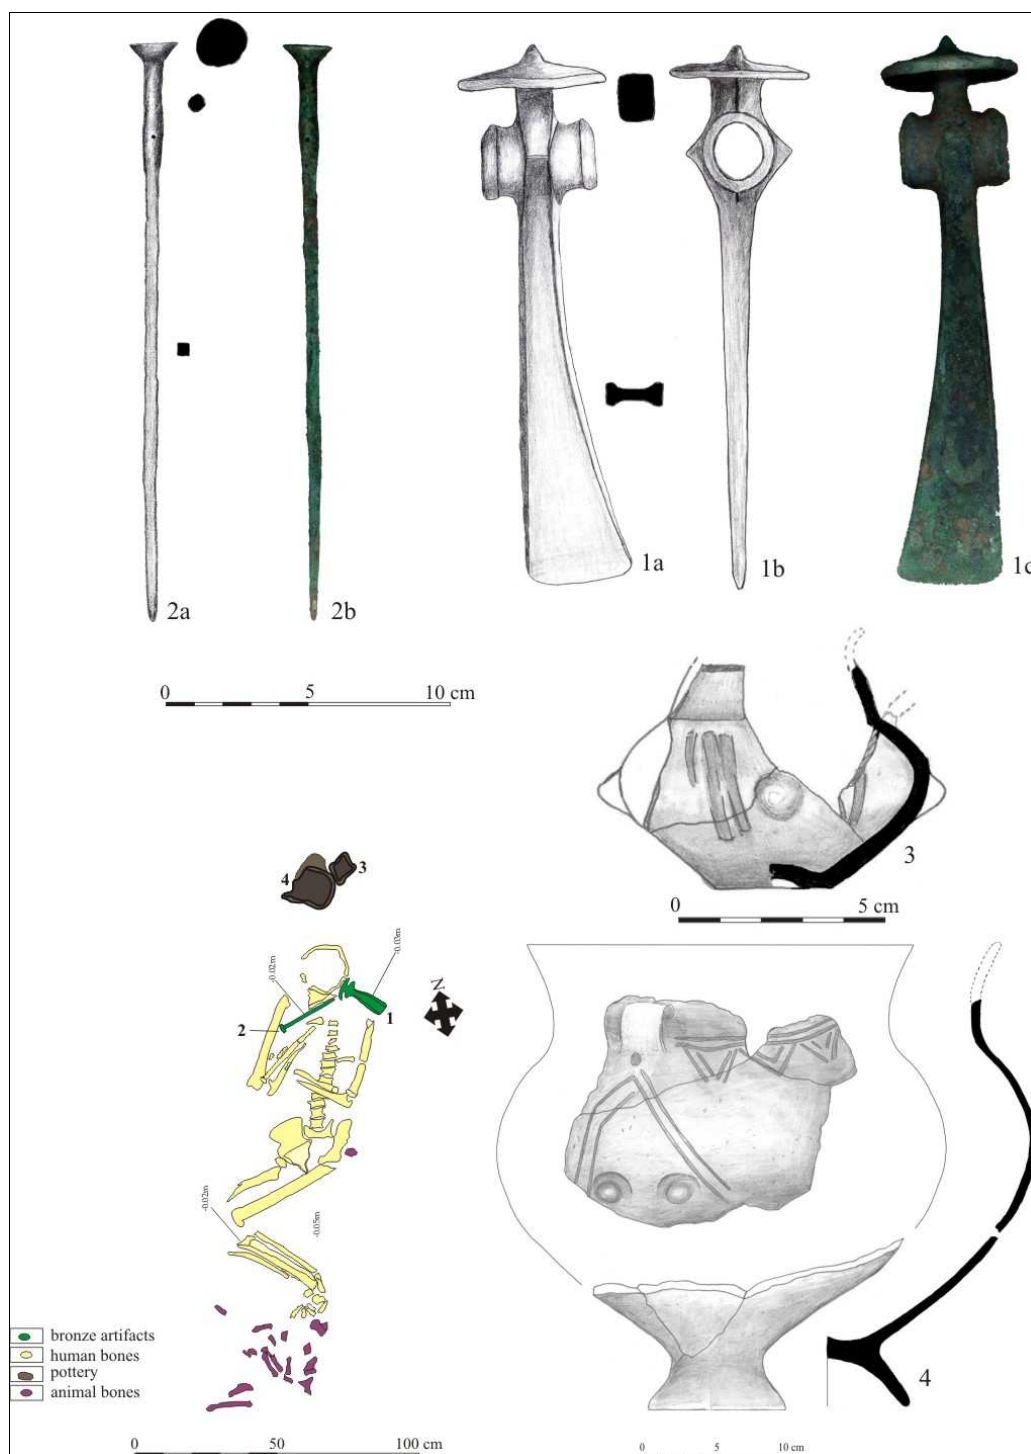 1a
1b
1c
2a
2b
0 5 10 cm
3
0 5 cm
4
3
-0.02m
-0.03m
N
2
1
-0.02m
-0.05m
bronze artifacts
human bones
pottery
animal bones
4
0 50 100 cm
0 5 10 cm